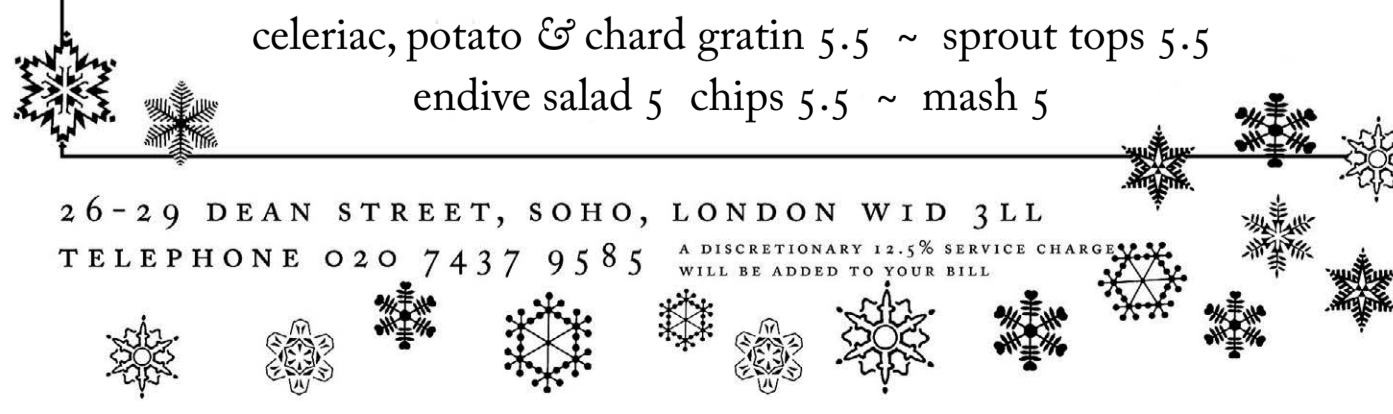 celeriac, potato & chard gratin 5.5 ~ sprout tops 5.5
endive salad 5 chips 5.5 ~ mash 5
26-29 DEAN STREET, SOHO, LONDON W1D 3LL
TELEPHONE 020 7437 9585
A DISCRETIONARY 12.5% SERVICE CHARGE
WILL BE ADDED TO YOUR BILL